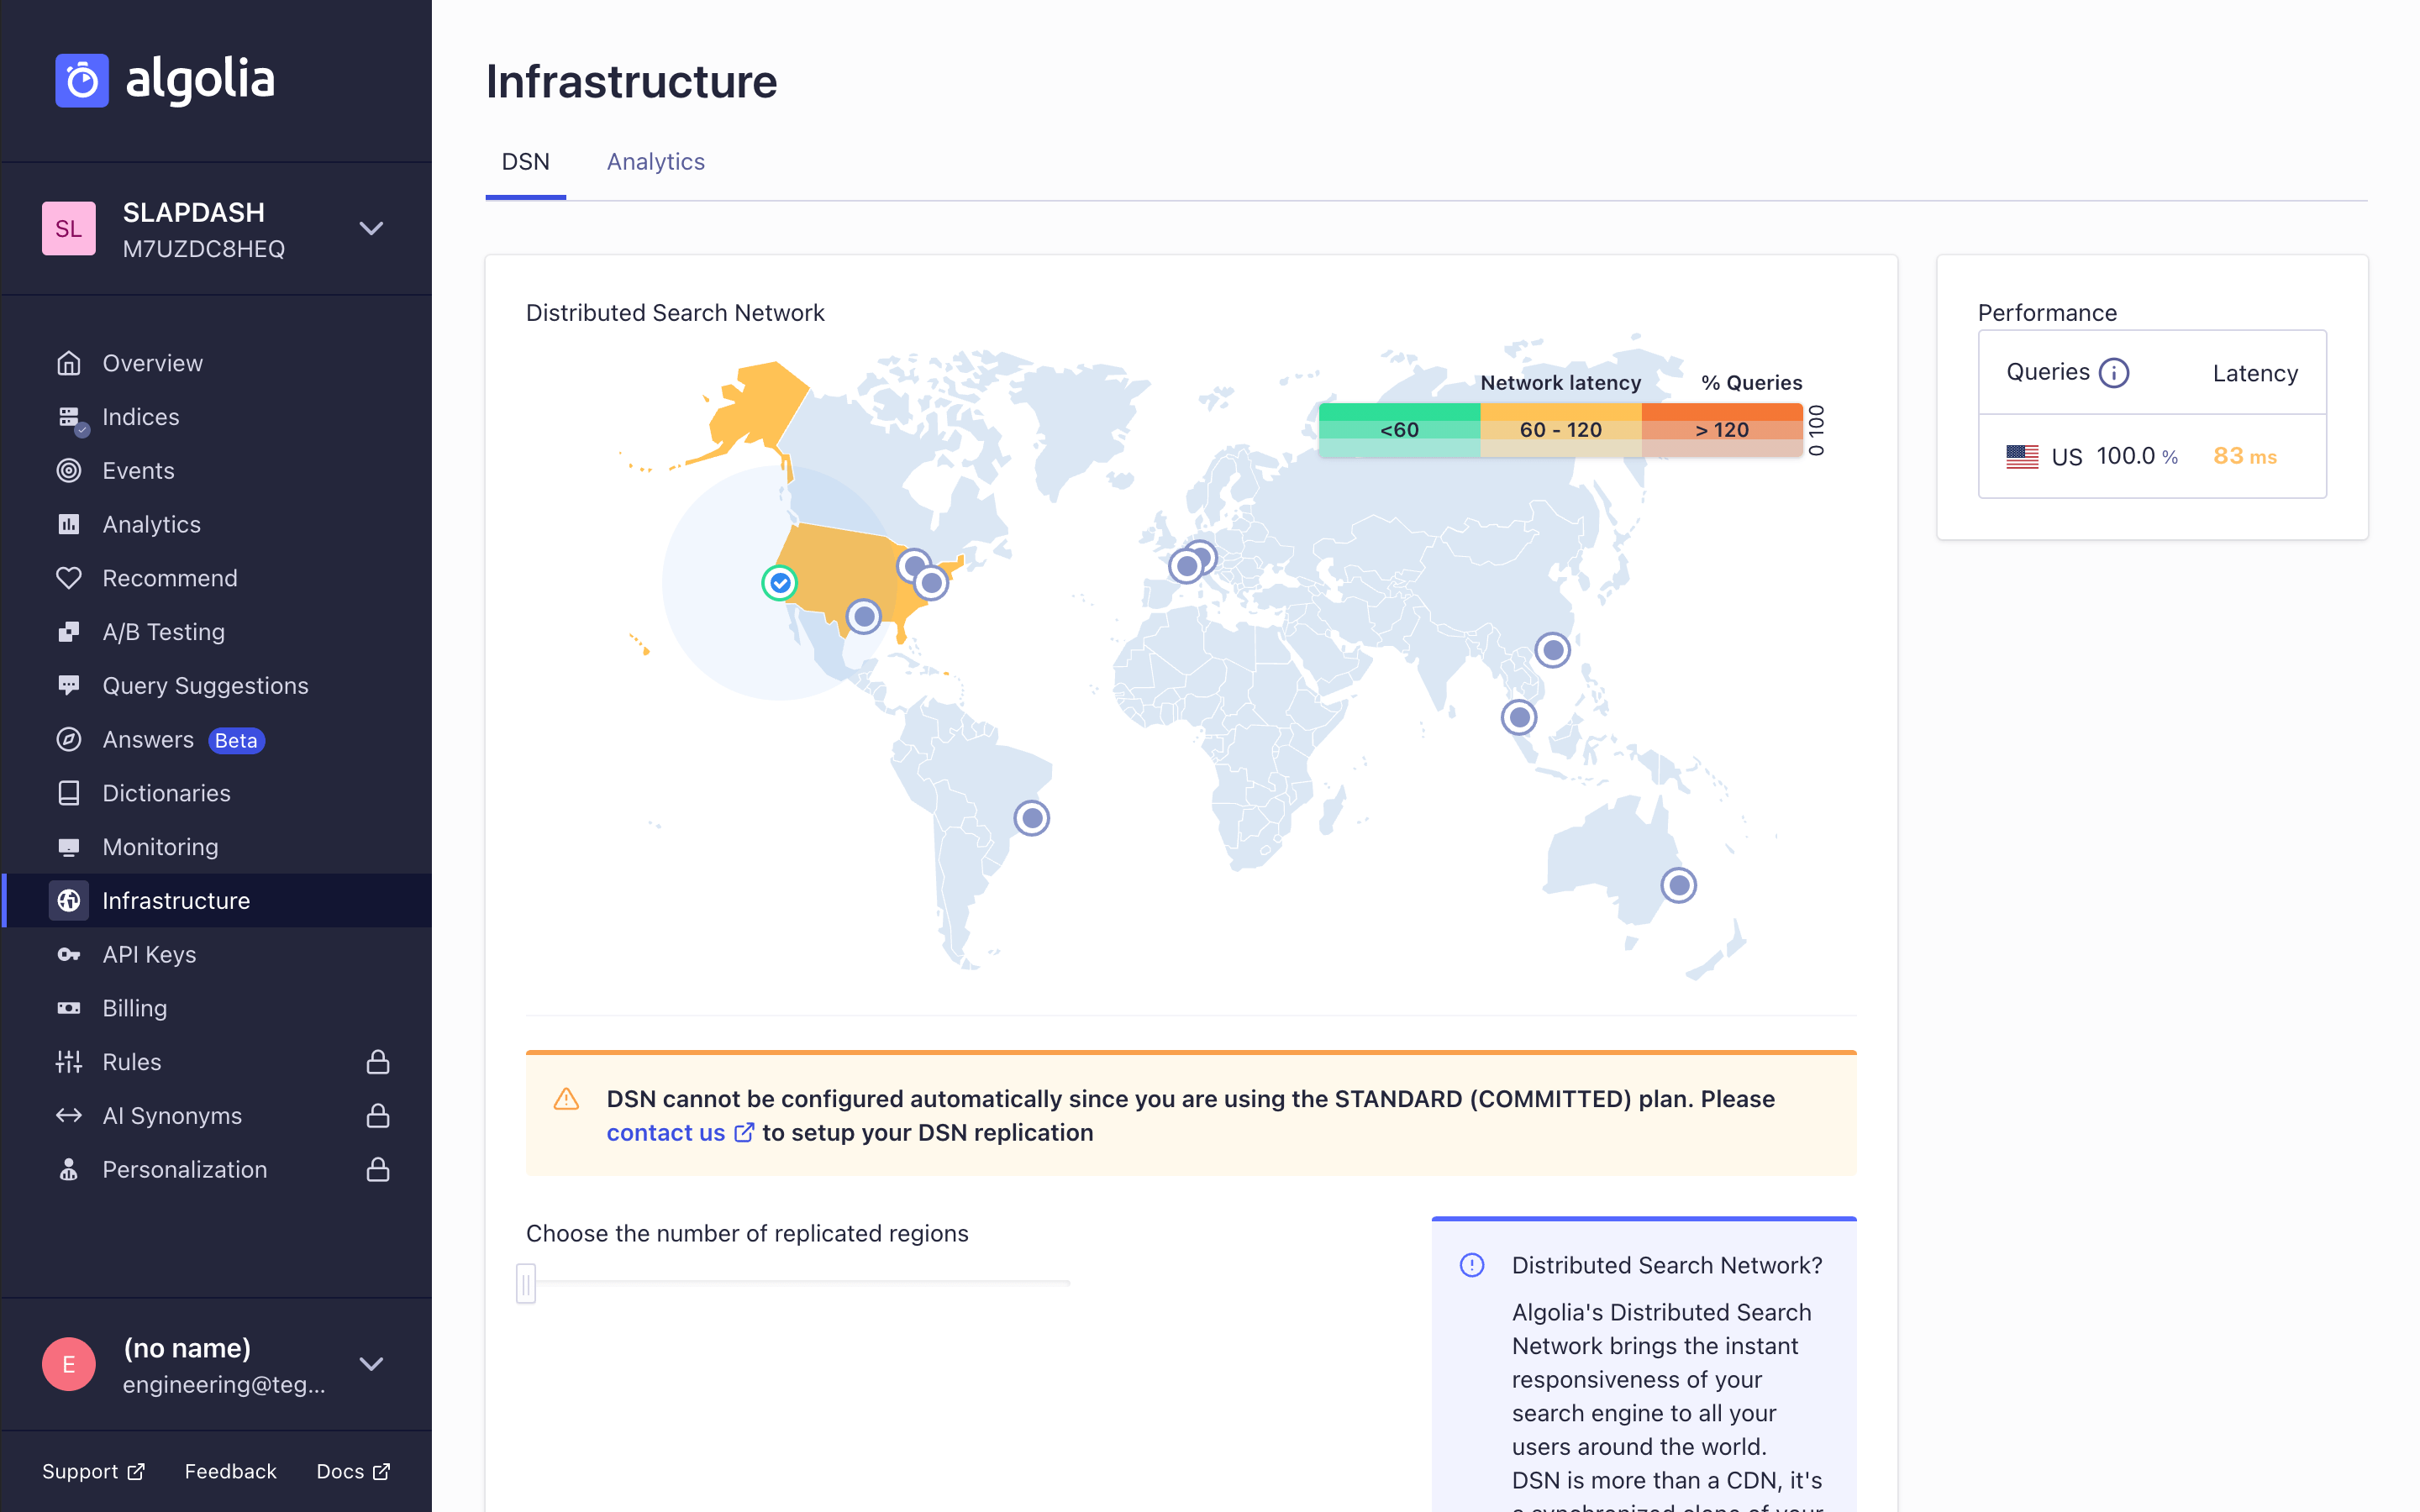 algolia
SL
SLAPDASH
M7UZDC8HEQ
Overview
Indices
Events
Analytics
Recommend
A/B Testing
Query Suggestions
Answers Beta
Dictionaries
Monitoring
Infrastructure
API Keys
Billing
Rules
AI Synonyms
Personalization
E
(no name)
engineering@teg...
Support
Feedback
Docs
Infrastructure
DSN
Analytics
Distributed Search Network
Network latency
% Queries
<60
60 - 120
> 120
0 100
DSN cannot be configured automatically since you are using the STANDARD (COMMITTED) plan. Please
contact us to setup your DSN replication
Choose the number of replicated regions
Distributed Search Network?
Algolia's Distributed Search
Network brings the instant
responsiveness of your
search engine to all your
users around the world.
DSN is more than a CDN, it's
a synchronized clone of your
Performance
Queries
Latency
US 100.0 % 83 ms